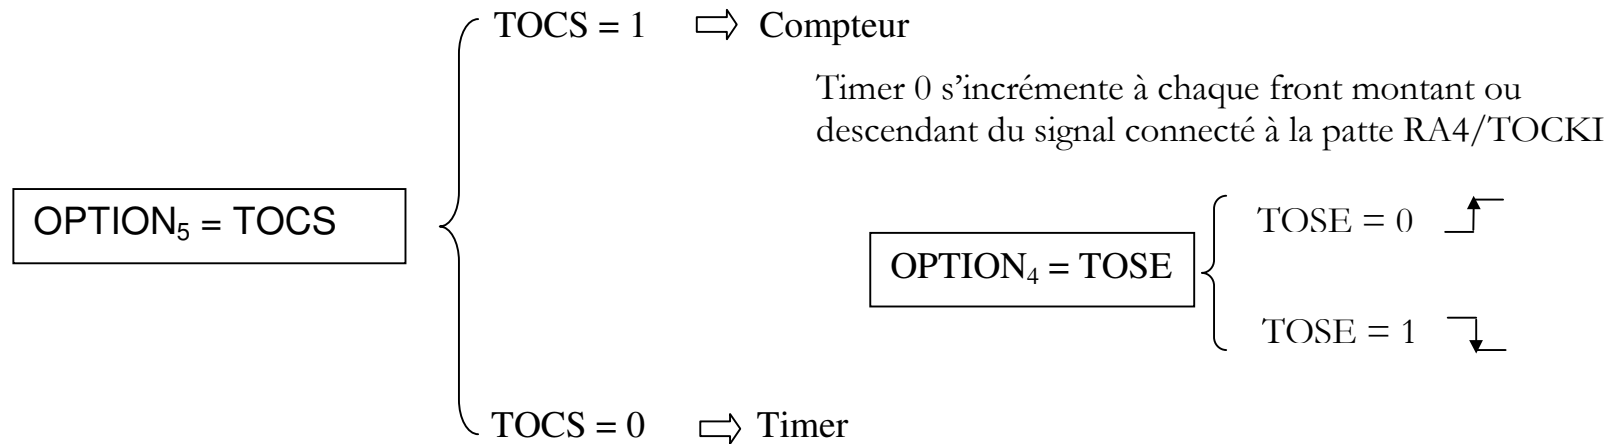 TOCS = 1 ⇨ Compteur
Timer 0 s'incrémente à chaque front montant ou
descendant du signal connecté à la patte RA4/TOCKI
OPTION₅ = TOCS
TOSE = 0
OPTION₄ = TOSE
TOSE = 1
TOCS = 0 ⇨ Timer